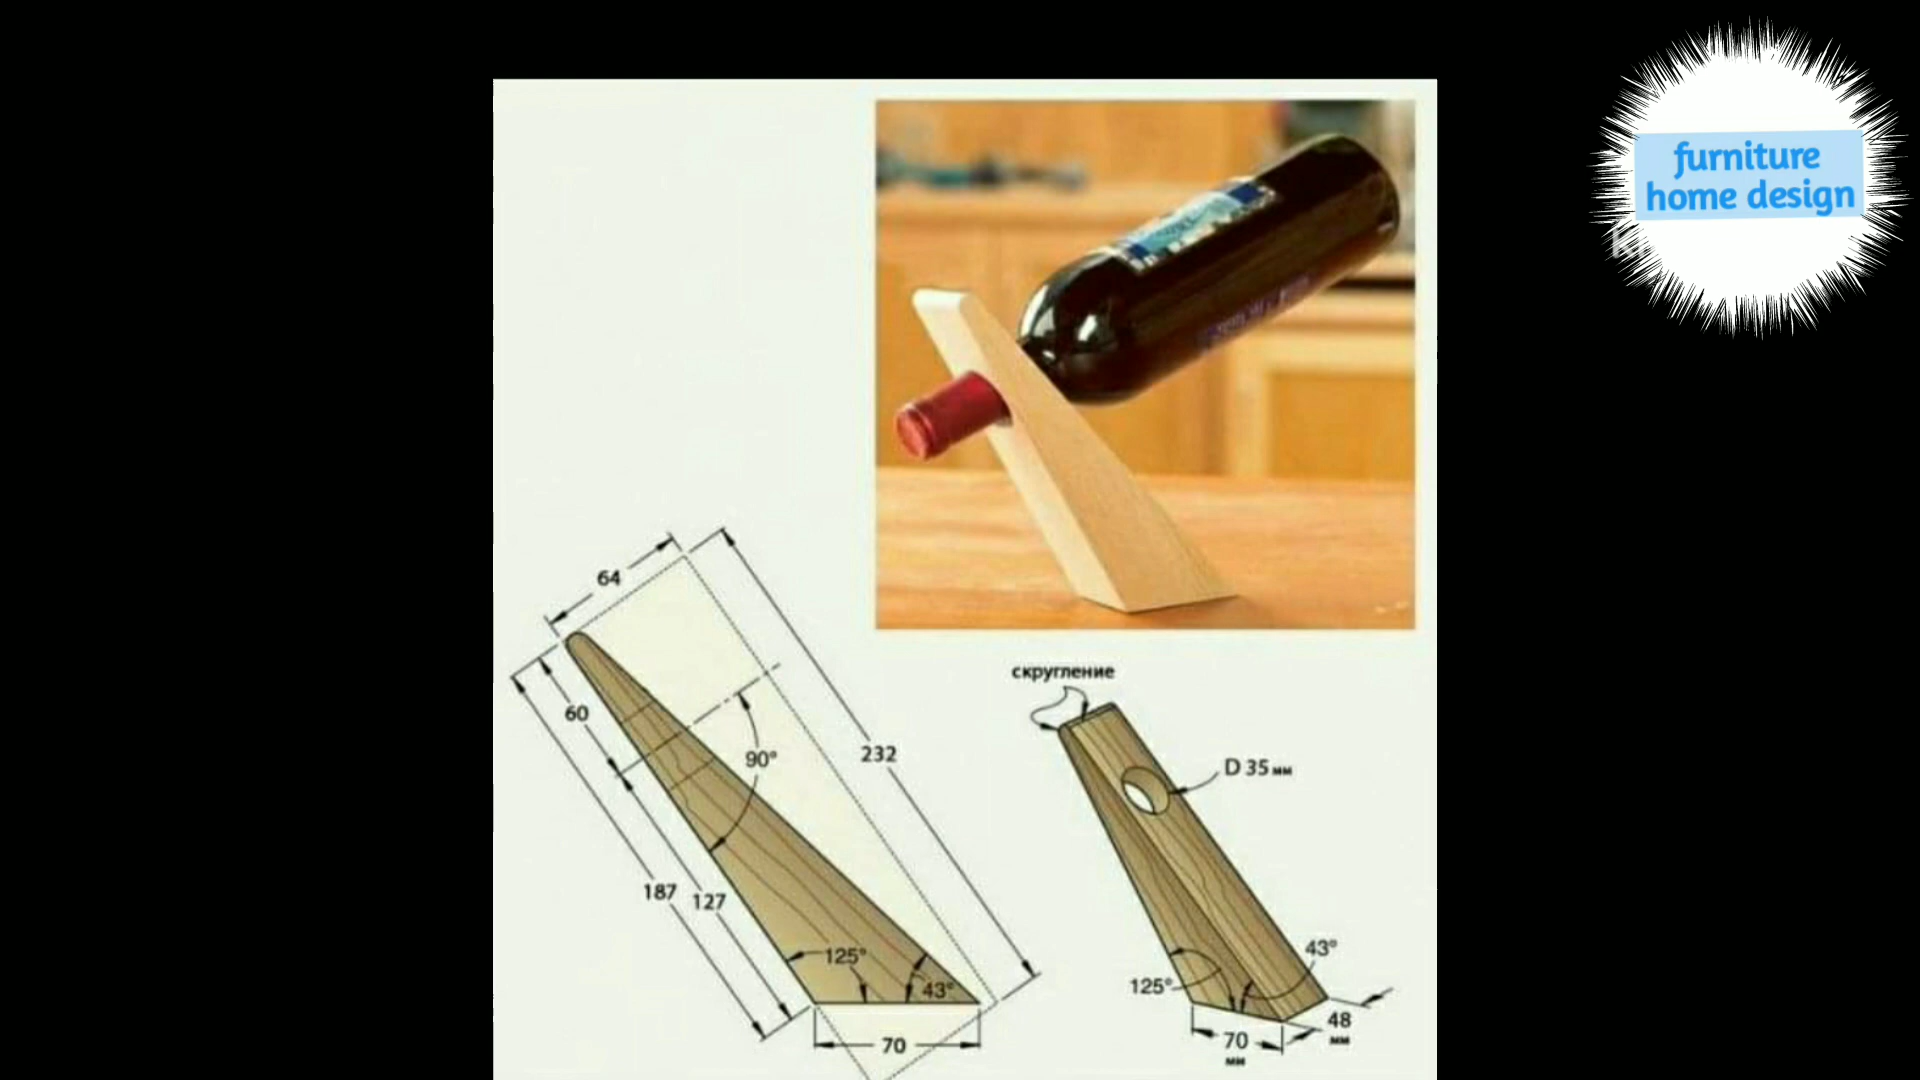 furniture
home design
64
60
90°
232
187
127
125°
43°
70
скругление
D 35 мм
43°
125°
70
мм
48
мм